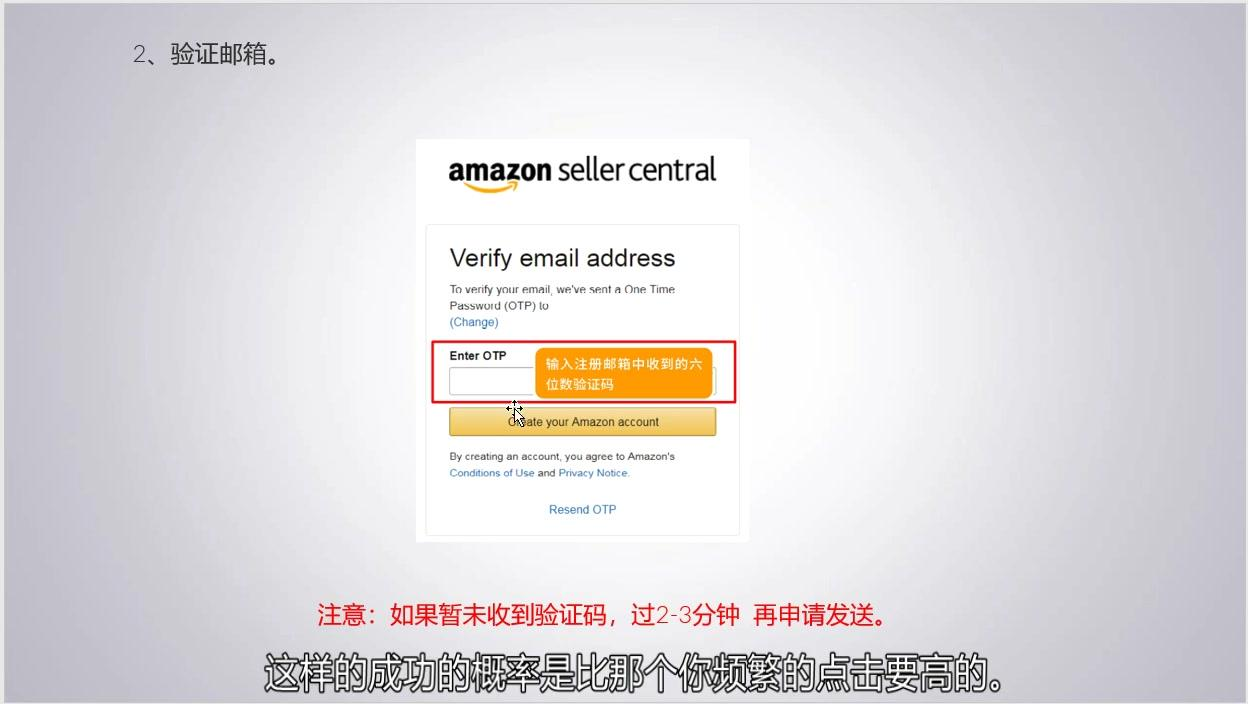 2、验证邮箱。
amazon seller central
Verify email address
To verify your email, we've sent a One Time
Password (OTP) to
(Change)
Enter OTP
输入注册邮箱中收到的六
位数验证码
Create your Amazon account
By creating an account, you agree to Amazon's
Conditions of Use and Privacy Notice.
Resend OTP
注意：如果暂未收到验证码，过2-3分钟 再申请发送。
这样的成功的概率是比那个你频繁的点击要高的。